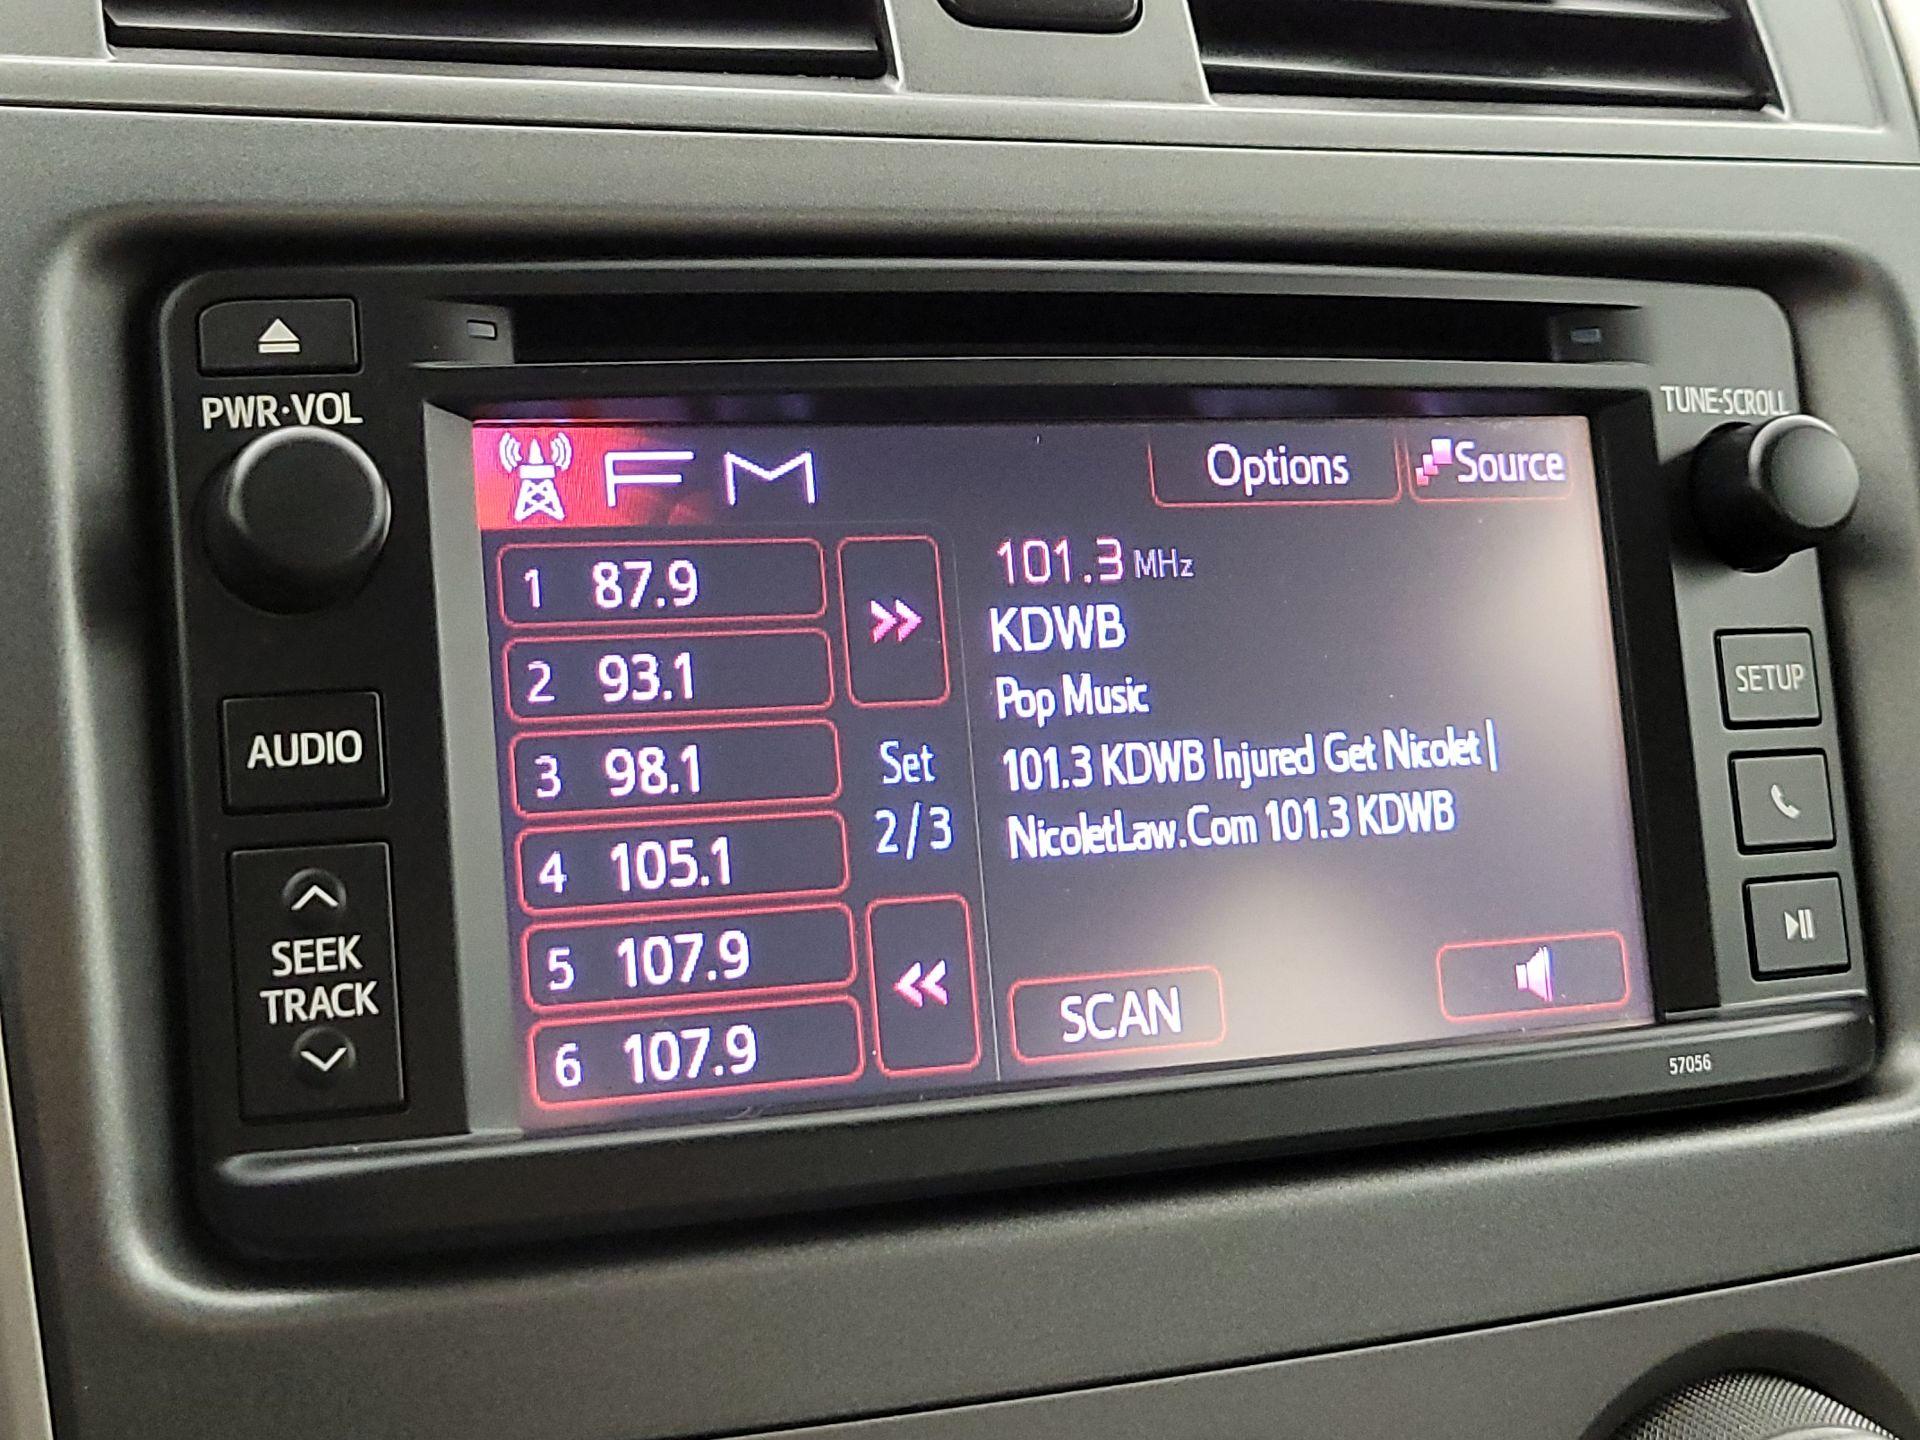 PWR·VOL
TUNE·SCROLL
FM
Options
Source
1 87.9
2 93.1
3 98.1
4 105.1
5 107.9
6 107.9
Set
2/3
101.3 MHz
KDWB
Pop Music
101.3 KDWB Injured Get Nicolet |
NicoletLaw.Com 101.3 KDWB
SCAN
AUDIO
SEEK
TRACK
SETUP
57056